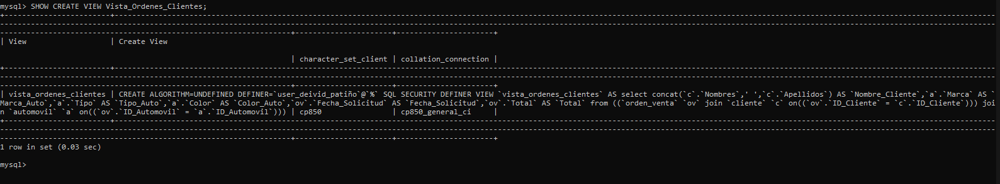 mysql> SHOW CREATE VIEW Vista_Ordenes_Clientes;
| View | Create View
| character_set_client | collation_connection |
| vista_ordenes_clientes | CREATE ALGORITHM=UNDEFINED DEFINER=`user_deivid_patiño`@`%` SQL SECURITY DEFINER VIEW `vista_ordenes_clientes` AS select concat(`c`.`Nombres`,' ',`c`.`Apellidos`) AS `Nombre_Cliente`,`a`.`Marca` AS `
Marca_Auto`,`a`.`Tipo` AS `Tipo_Auto`,`a`.`Color` AS `Color_Auto`,`ov`.`Fecha_Solicitud` AS `Fecha_Solicitud`,`ov`.`Total` AS `Total` from ((`orden_venta` `ov` join `cliente` `c` on((`ov`.`ID_Cliente` = `c`.`ID_Cliente`))) joi
n `automovil` `a` on((`ov`.`ID_Automovil` = `a`.`ID_Automovil`))) | cp850 | cp850_general_ci |
1 row in set (0.03 sec)
mysql>